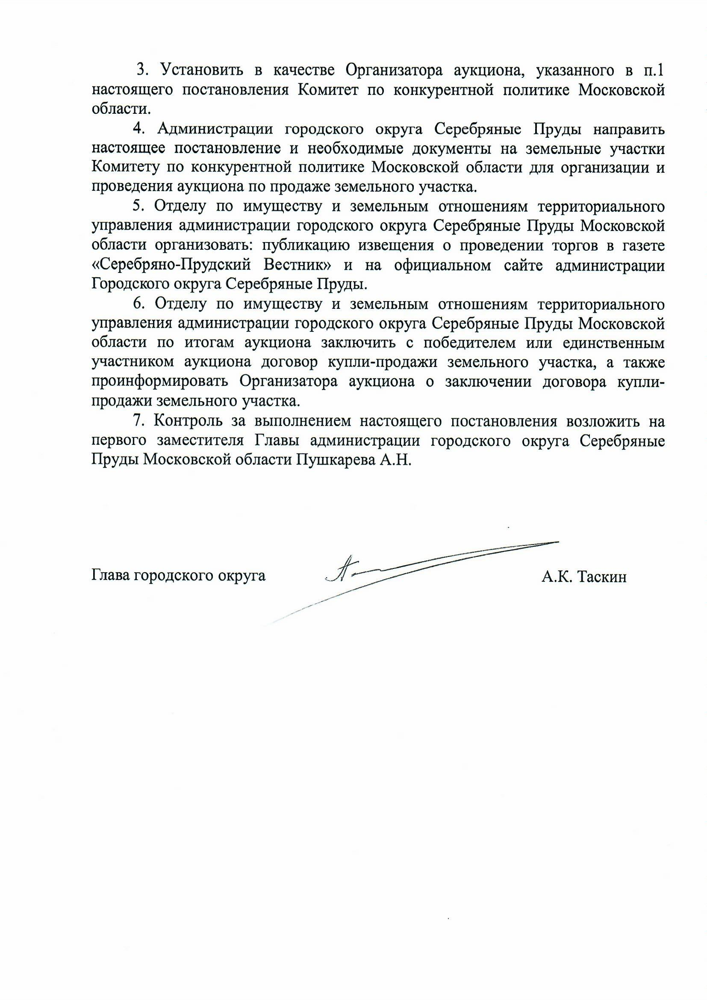 3. Установить в качестве Организатора аукциона, указанного в п.1
настоящего постановления Комитет по конкурентной политике Московской
области.
4. Администрации городского округа Серебряные Пруды направить
настоящее постановление и необходимые документы на земельные участки
Комитету по конкурентной политике Московской области для организации и
проведения аукциона по продаже земельного участка.
5. Отделу по имуществу и земельным отношениям территориального
управления администрации городского округа Серебряные Пруды Московской
области организовать: публикацию извещения о проведении торгов в газете
«Серебряно-Прудский Вестник» и на официальном сайте администрации
Городского округа Серебряные Пруды.
6. Отделу по имуществу и земельным отношениям территориального
управления администрации городского округа Серебряные Пруды Московской
области по итогам аукциона заключить с победителем или единственным
участником аукциона договор купли-продажи земельного участка, а также
проинформировать Организатора аукциона о заключении договора купли-
продажи земельного участка.
7. Контроль за выполнением настоящего постановления возложить на
первого заместителя Главы администрации городского округа Серебряные
Пруды Московской области Пушкарева А.Н.
Глава городского округа А.К. Таскин